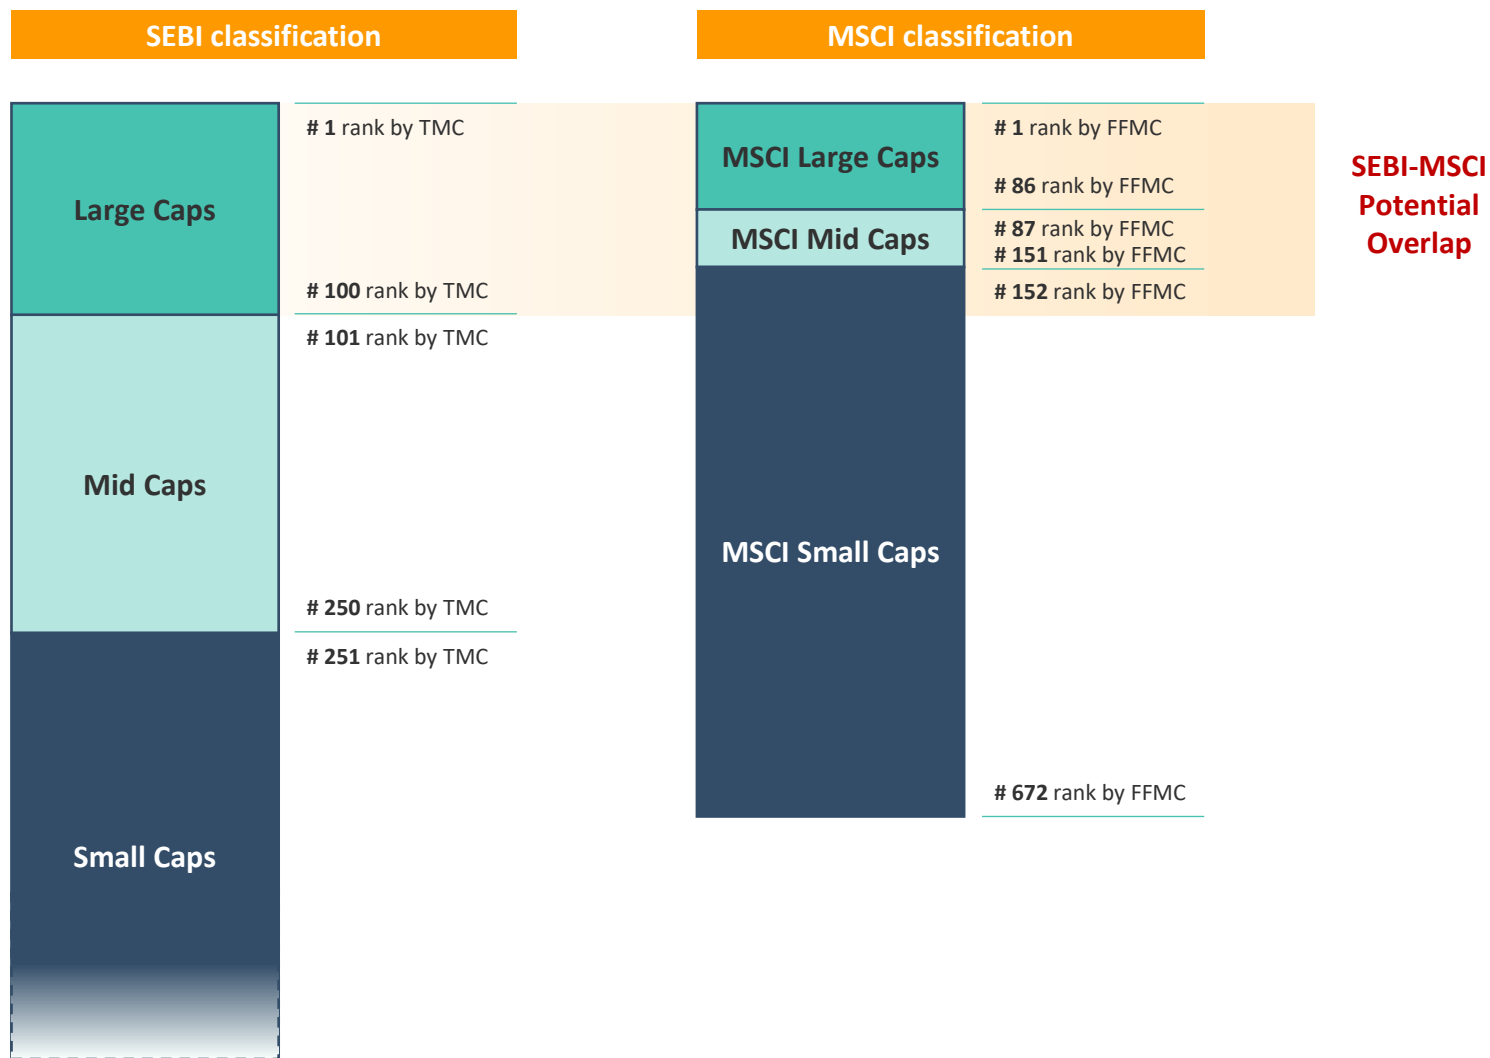 SEBI classification
MSCI classification
Large Caps
# 1 rank by TMC
# 100 rank by TMC
Mid Caps
# 101 rank by TMC
# 250 rank by TMC
Small Caps
# 251 rank by TMC
MSCI Large Caps
# 1 rank by FFMC
# 86 rank by FFMC
MSCI Mid Caps
# 87 rank by FFMC
# 151 rank by FFMC
MSCI Small Caps
# 152 rank by FFMC
# 672 rank by FFMC
SEBI-MSCI
Potential
Overlap